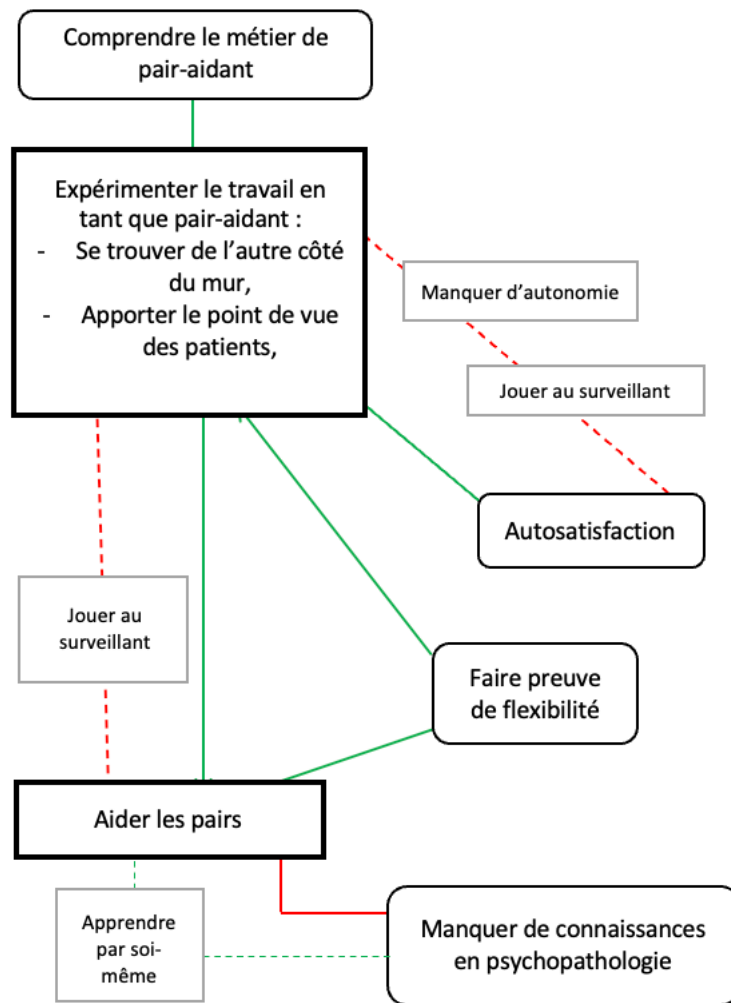 Comprendre le métier de
pair-aidant
Expérimenter le travail en
tant que pair-aidant :
- Se trouver de l’autre côté
du mur,
- Apporter le point de vue
des patients,
Manquer d’autonomie
Jouer au surveillant
Autosatisfaction
Jouer au
surveillant
Faire preuve
de flexibilité
Aider les pairs
Apprendre
par soi-
même
Manquer de connaissances
en psychopathologie